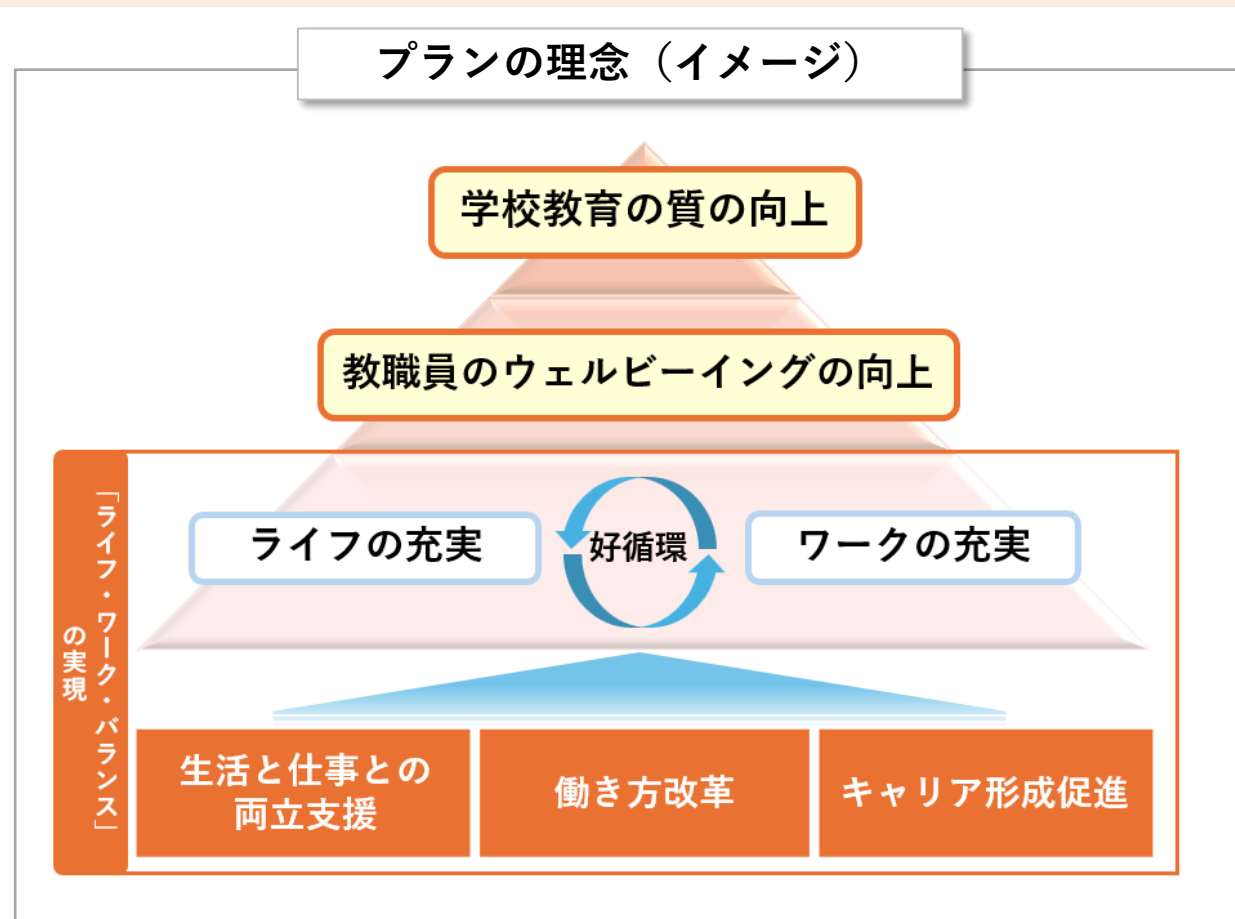 プランの理念（イメージ）
学校教育の質の向上
教職員のウェルビーイングの向上
「ライフ・ワーク・バランス」
の実現
ライフの充実
好循環
ワークの充実
生活と仕事との
両立支援
働き方改革
キャリア形成促進